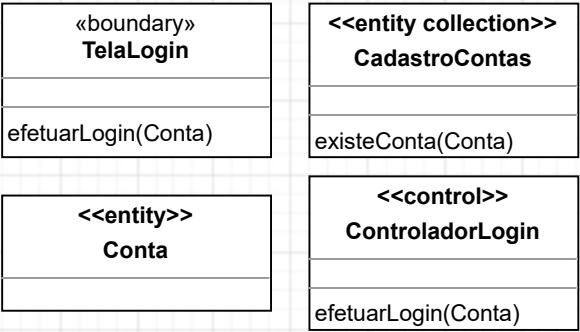 «boundary»
TelaLogin
efetuarLogin(Conta)
<<entity collection>>
CadastroContas
existeConta(Conta)
<<entity>>
Conta
<<control>>
ControladorLogin
efetuarLogin(Conta)